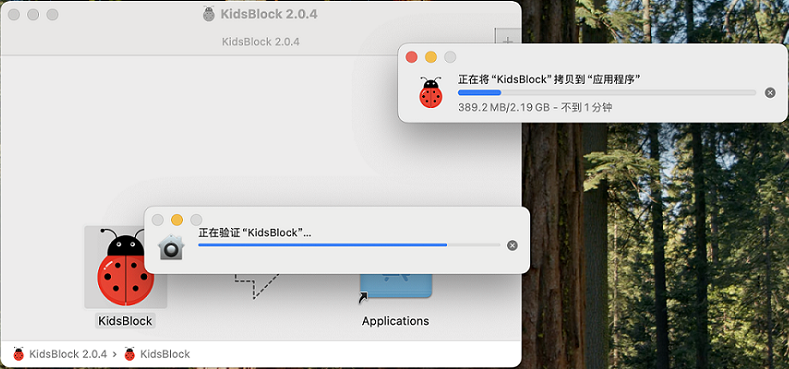 KidsBlock 2.0.4
KidsBlock 2.0.4
正在将“KidsBlock”拷贝到“应用程序”
389.2 MB/2.19 GB – 不到 1 分钟
正在验证“KidsBlock”…
KidsBlock
Applications
KidsBlock 2.0.4 › KidsBlock